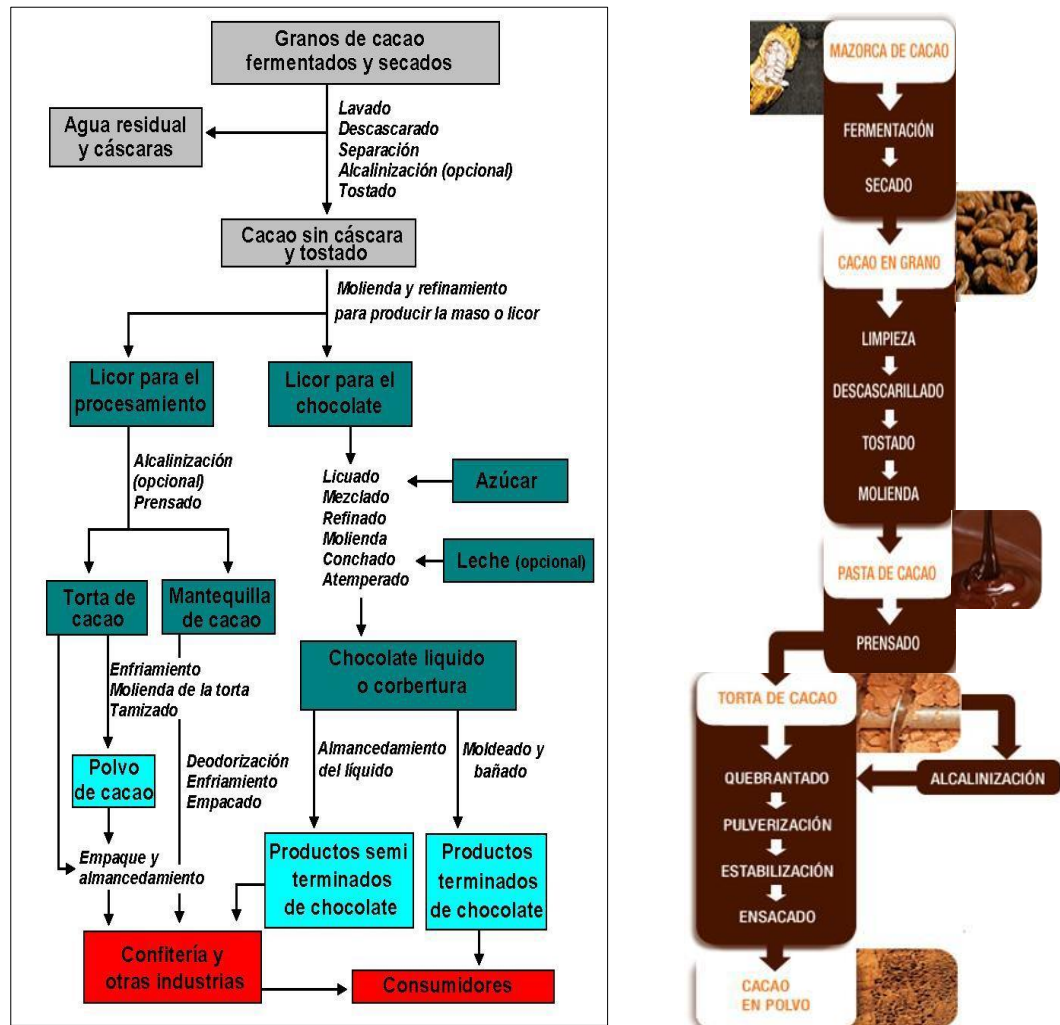 Granos de cacao
fermentados y secados
Lavado
Descascarado
Separación
Alcalinización (opcional)
Tostado
Agua residual
y cáscaras
Cacao sin cáscara
y tostado
Molienda y refinamiento
para producir la maso o licor
Licor para el
procesamiento
Licor para el
chocolate
Alcalinización
(opcional)
Prensado
Licuado
Mezclado
Refinado
Molienda
Conchado
Atemperado
Azúcar
Leche (opcional)
Torta de
cacao
Mantequilla
de cacao
Enfriamiento
Molienda de la torta
Tamizado
Chocolate liquido
o corbertura
Polvo
de cacao
Deodorización
Enfriamiento
Empacado
Almancedamiento
del líquido
Moldeado y
bañado
Empaque y
almancedamiento
Productos semi
terminados
de chocolate
Productos
terminados
de chocolate
Confitería y
otras industrias
Consumidores
MAZORCA DE CACAO
FERMENTACIÓN
SECADO
CACAO EN GRANO
LIMPIEZA
DESCASCARILLADO
TOSTADO
MOLIENDA
PASTA DE CACAO
PRENSADO
TORTA DE CACAO
QUEBRANTADO
ALCALINIZACIÓN
PULVERIZACIÓN
ESTABILIZACIÓN
ENSACADO
CACAO
EN POLVO